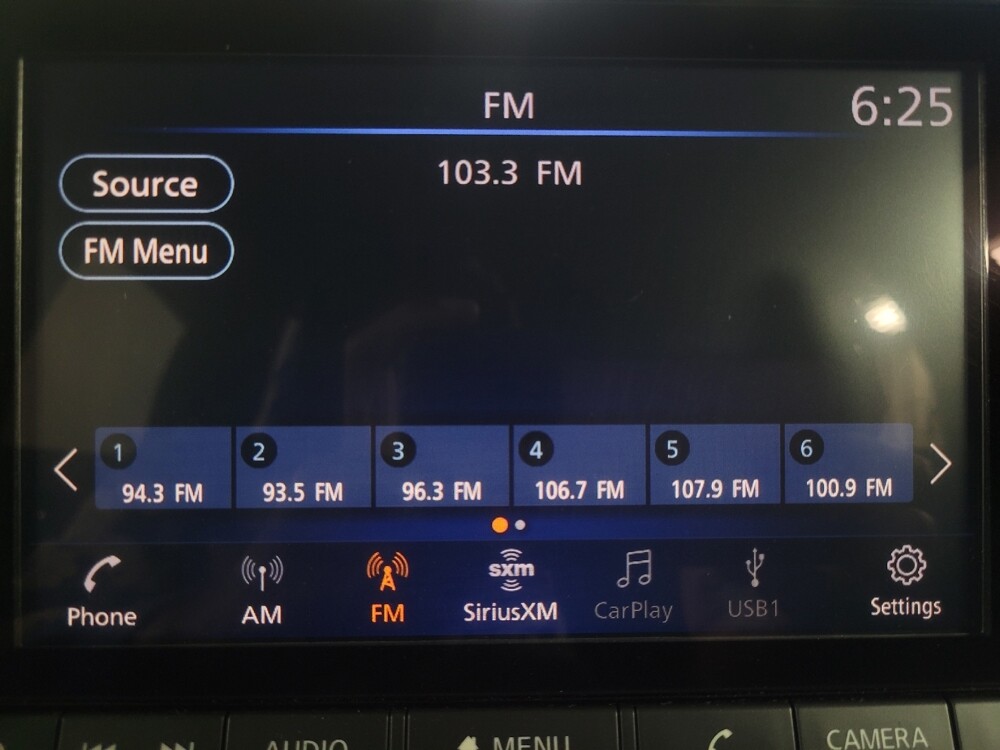 FM
6:25
103.3 FM
Source
FM Menu
1
94.3 FM
2
93.5 FM
3
96.3 FM
4
106.7 FM
5
107.9 FM
6
100.9 FM
Phone
AM
FM
sxm
SiriusXM
CarPlay
USB1
Settings
AUDIO
MENU
CAMERA